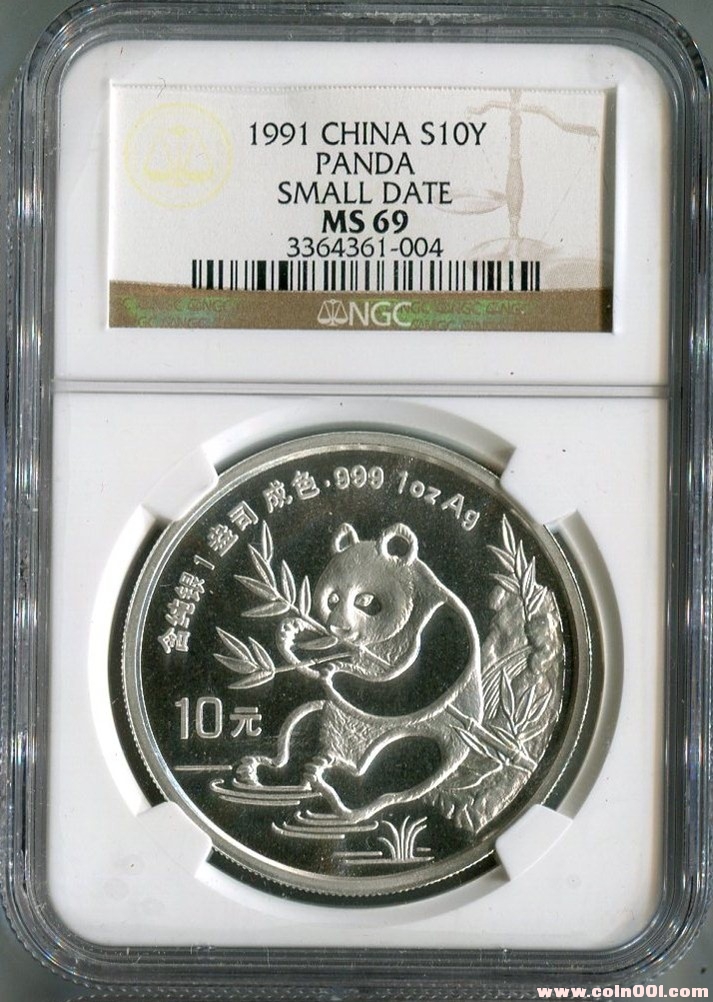 1991 CHINA S10Y
PANDA
SMALL DATE
MS 69
3364361-004
NGC
含纯银1盎司 成色·999 1oz Ag
10元
www.coin001.com